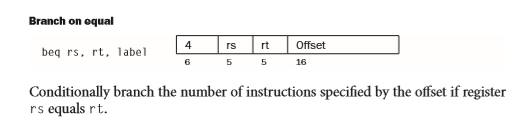 Branch on equal
beq rs, rt, label
4 rs rt Offset
6 5 5 16
Conditionally branch the number of instructions specified by the offset if register
rs equals rt.